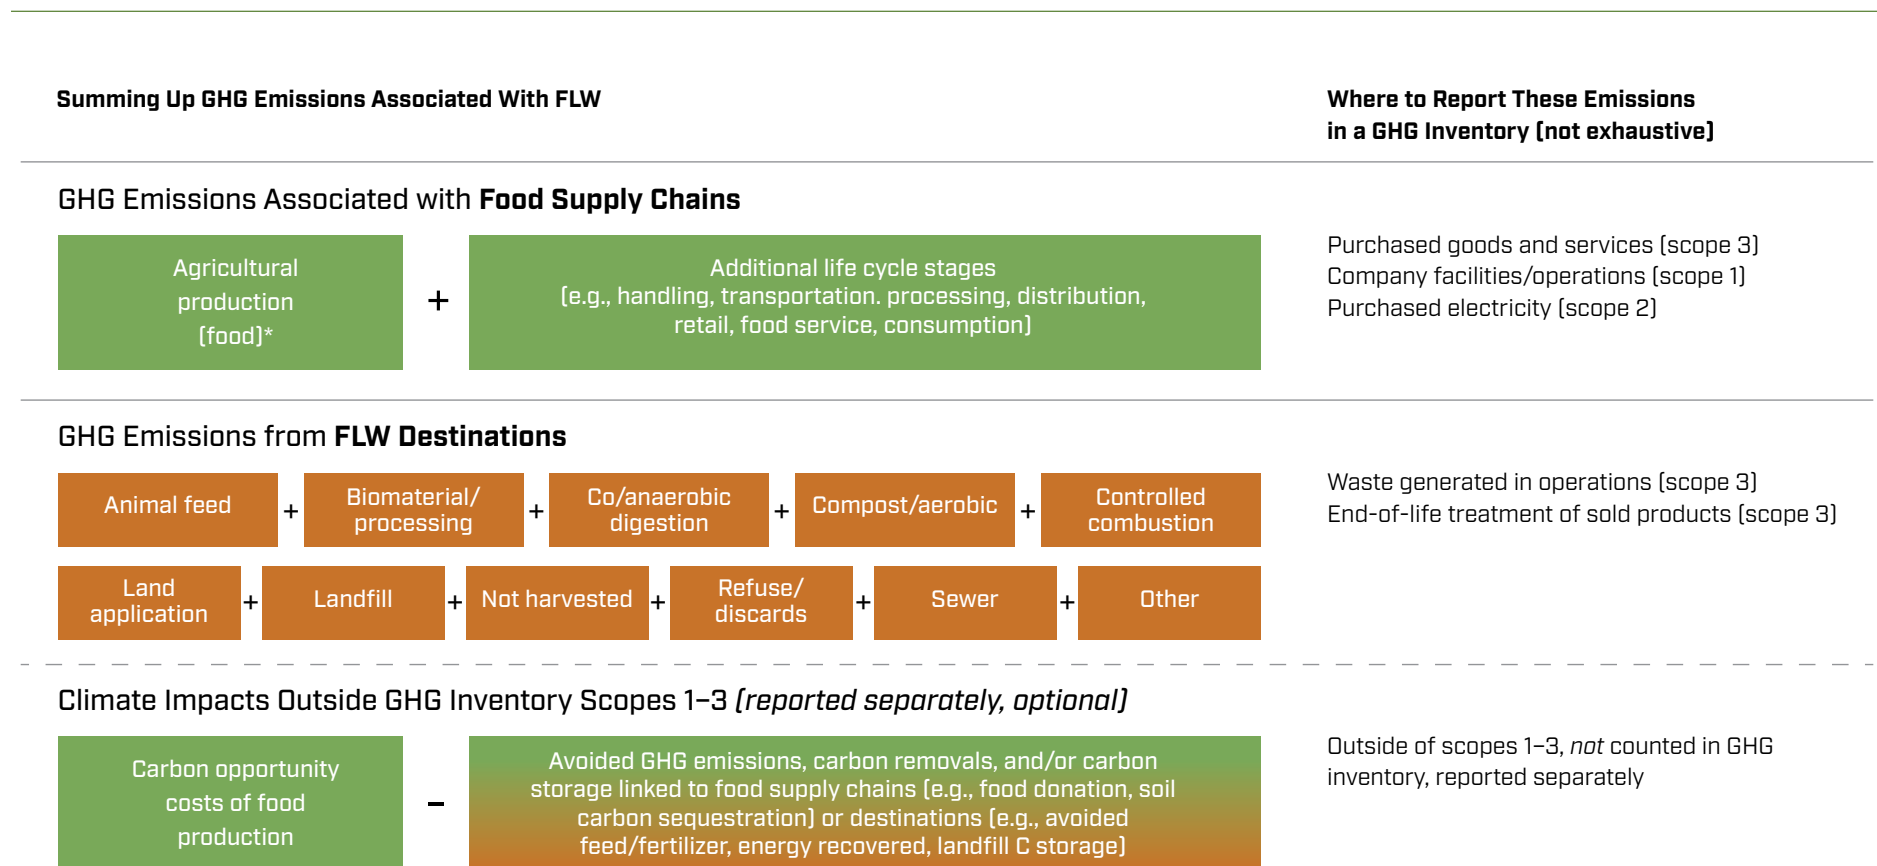 Summing Up GHG Emissions Associated With FLW
Where to Report These Emissions
in a GHG Inventory (not exhaustive)
GHG Emissions Associated with Food Supply Chains
Agricultural
production
(food)*
+
Additional life cycle stages
(e.g., handling, transportation. processing, distribution,
retail, food service, consumption)
Purchased goods and services (scope 3)
Company facilities/operations (scope 1)
Purchased electricity (scope 2)
GHG Emissions from FLW Destinations
Animal feed
+
Biomaterial/
processing
+
Co/anaerobic
digestion
+
Compost/aerobic
+
Controlled
combustion
Land
application
+
Landfill
+
Not harvested
+
Refuse/
discards
+
Sewer
+
Other
Waste generated in operations (scope 3)
End-of-life treatment of sold products (scope 3)
Climate Impacts Outside GHG Inventory Scopes 1–3 (reported separately, optional)
Carbon opportunity
costs of food
production
–
Avoided GHG emissions, carbon removals, and/or carbon
storage linked to food supply chains (e.g., food donation, soil
carbon sequestration) or destinations (e.g., avoided
feed/fertilizer, energy recovered, landfill C storage)
Outside of scopes 1–3, not counted in GHG
inventory, reported separately